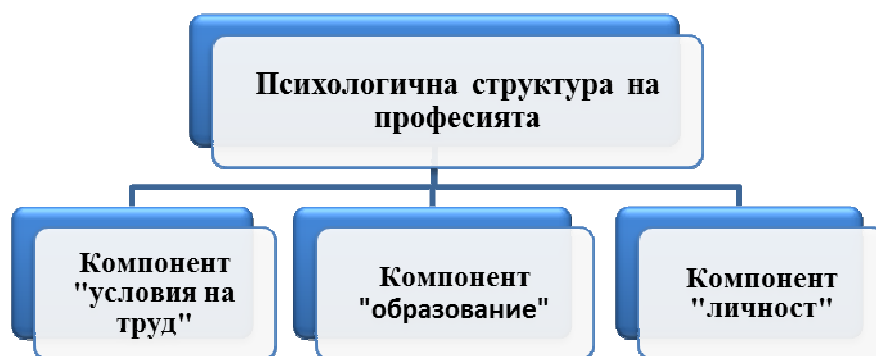 Психологична структура на
професията
Компонент
"условия на
труд"
Компонент
"образование"
Компонент
"личност"